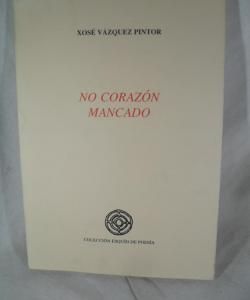 XOSÉ VÁZQUEZ PINTOR
NO CORAZÓN
MANCADO
COLECCIÓN ESQUÍO DE POESÍA